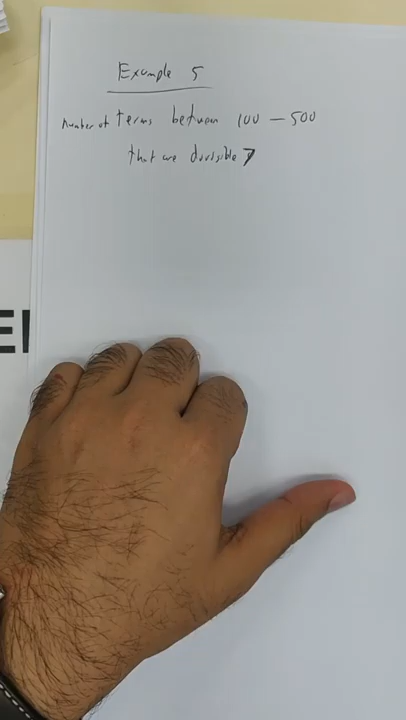 Example 5
number of terms between 100 — 500
that are divisible 7
E